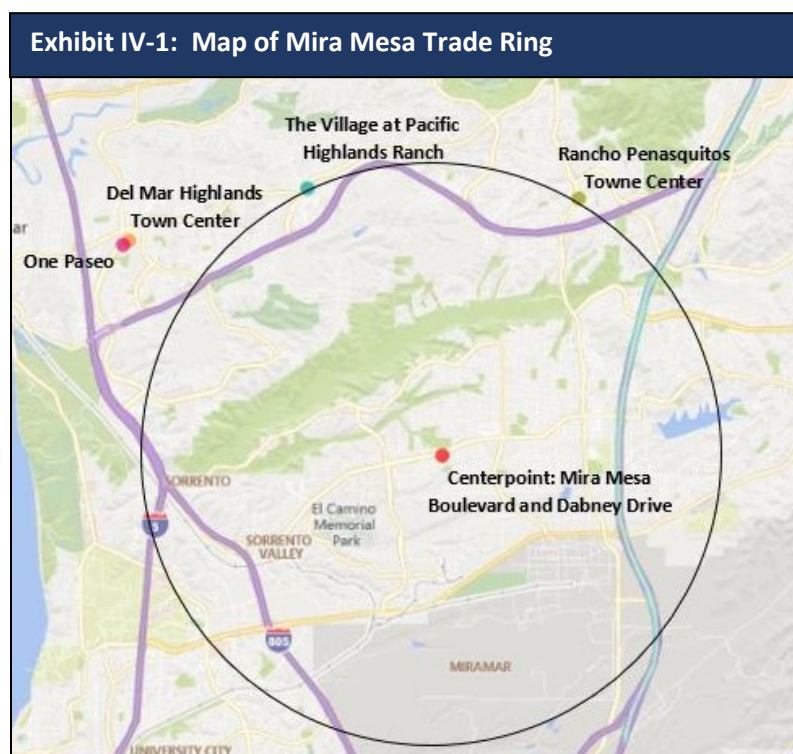 Exhibit IV-1: Map of Mira Mesa Trade Ring
The Village at Pacific
Highlands Ranch
Rancho Penasquitos
Towne Center
Del Mar Highlands
Town Center
ar
One Paseo
Centerpoint: Mira Mesa
Boulevard and Dabney Drive
SORRENTO
El Camino
Memorial
Park
5
SORRENTO
VALLEY
805
MIRAMAR
UNIVERSITY CITY